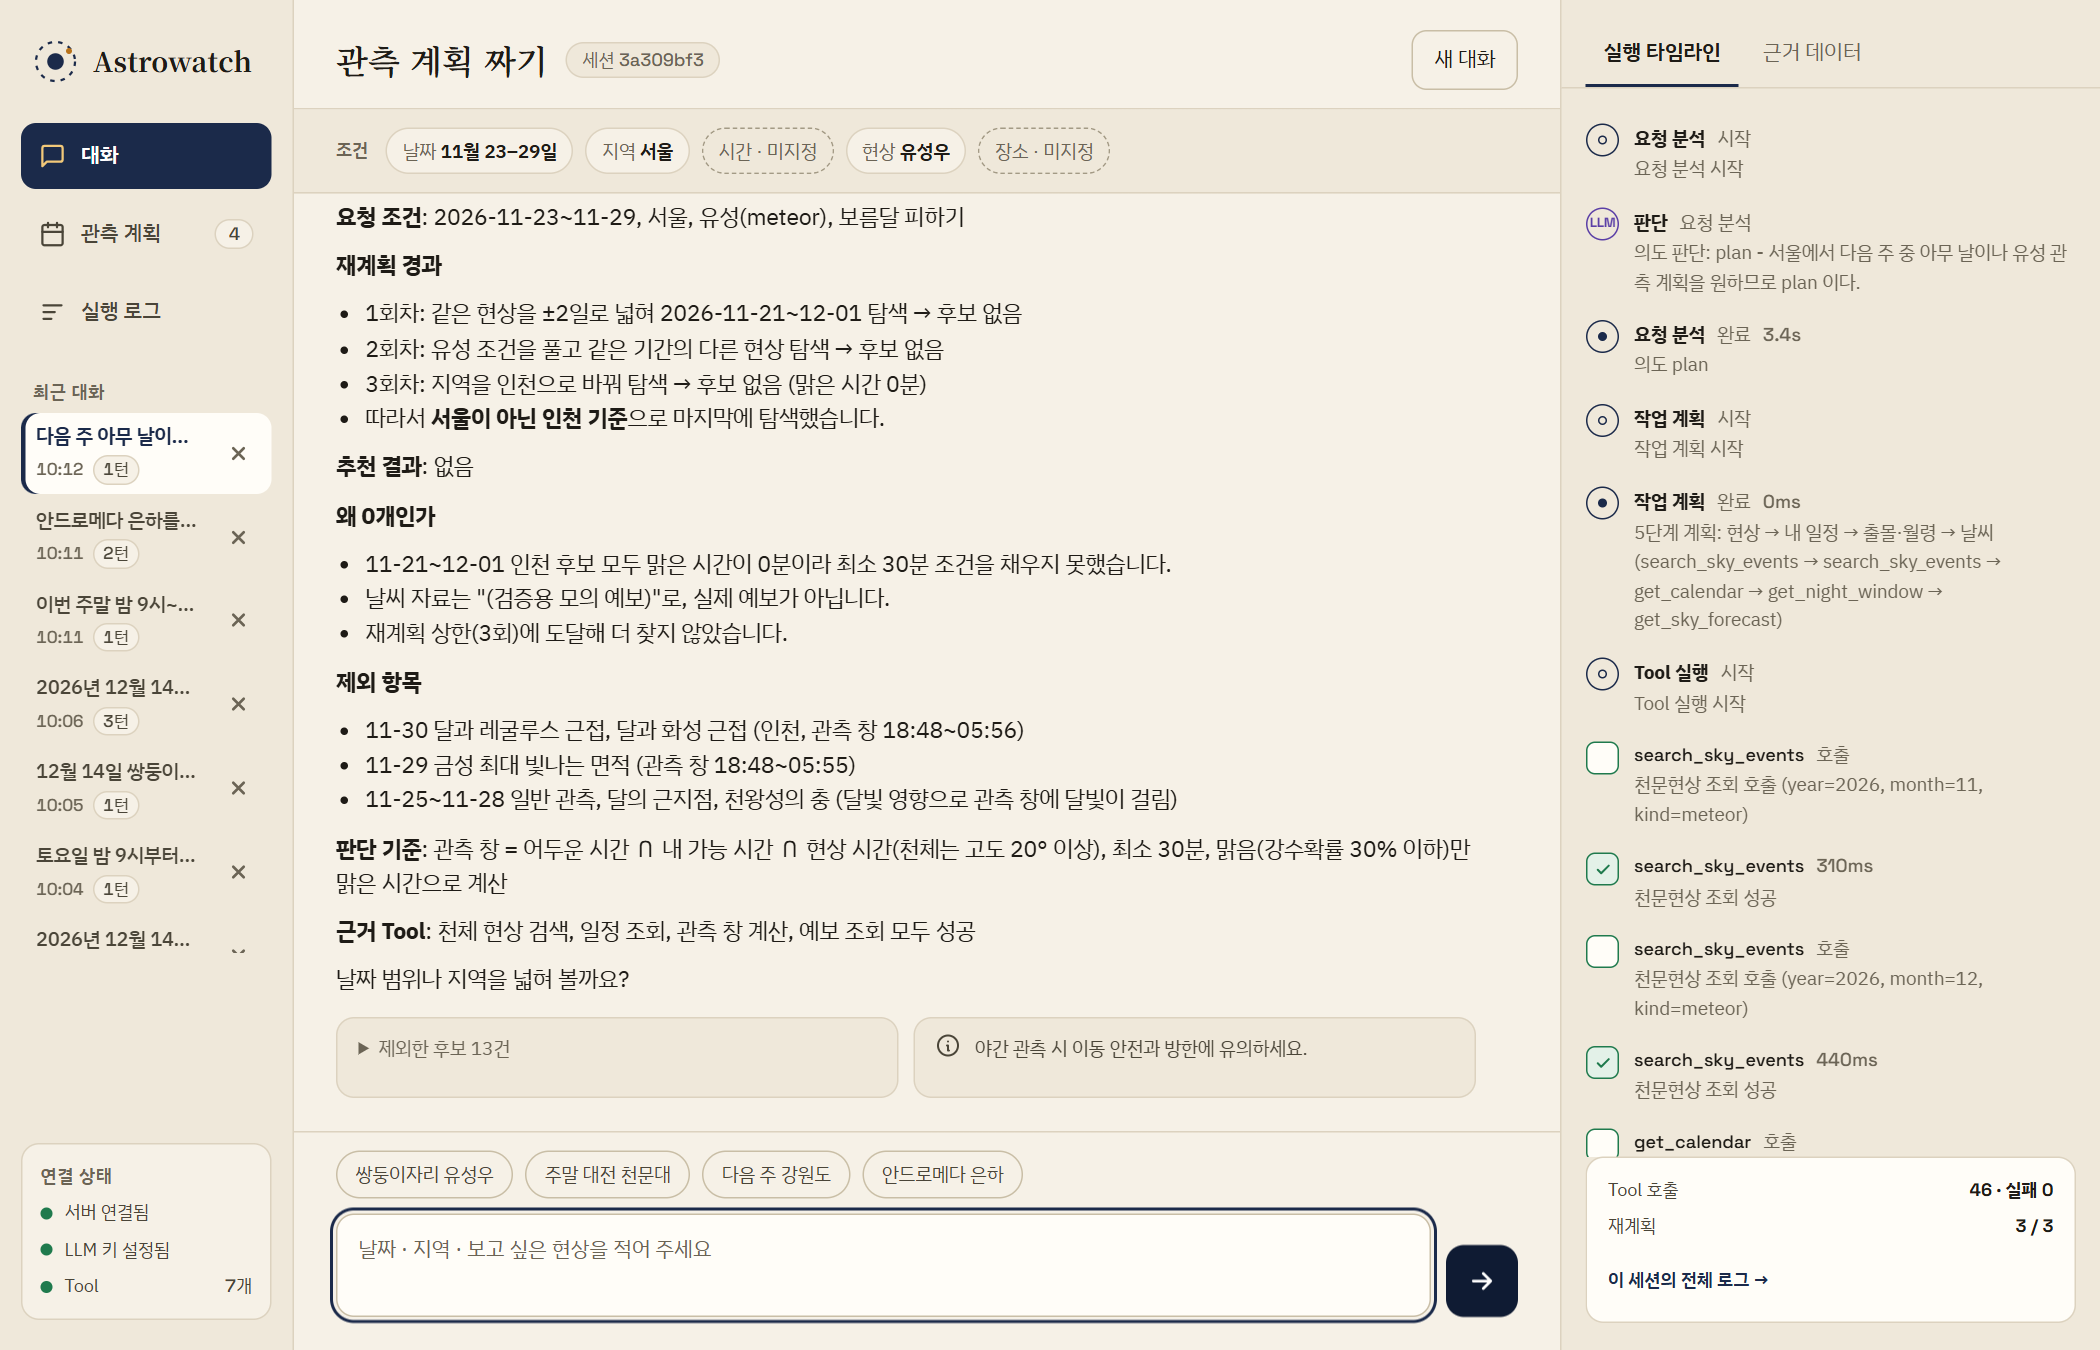 Astrowatch
대화
관측 계획 4
실행 로그
최근 대화
다음 주 아무 날이...
10:12 1턴
안드로메다 은하를...
10:11 2턴
이번 주말 밤 9시~...
10:11 1턴
2026년 12월 14...
10:06 3턴
12월 14일 쌍둥이...
10:05 1턴
토요일 밤 9시부터...
10:04 1턴
2026년 12월 14...
연결 상태
서버 연결됨
LLM 키 설정됨
Tool 7개
관측 계획 짜기 세션 3a309bf3 새 대화
조건 날짜 11월 23–29일 지역 서울 시간 · 미지정 현상 유성우 장소 · 미지정
요청 조건: 2026-11-23~11-29, 서울, 유성(meteor), 보름달 피하기
재계획 경과
• 1회차: 같은 현상을 ±2일로 넓혀 2026-11-21~12-01 탐색 → 후보 없음
• 2회차: 유성 조건을 풀고 같은 기간의 다른 현상 탐색 → 후보 없음
• 3회차: 지역을 인천으로 바꿔 탐색 → 후보 없음 (맑은 시간 0분)
• 따라서 서울이 아닌 인천 기준으로 마지막에 탐색했습니다.
추천 결과: 없음
왜 0개인가
• 11-21~12-01 인천 후보 모두 맑은 시간이 0분이라 최소 30분 조건을 채우지 못했습니다.
• 날씨 자료는 "(검증용 모의 예보)"로, 실제 예보가 아닙니다.
• 재계획 상한(3회)에 도달해 더 찾지 않았습니다.
제외 항목
• 11-30 달과 레굴루스 근접, 달과 화성 근접 (인천, 관측 창 18:48~05:56)
• 11-29 금성 최대 빛나는 면적 (관측 창 18:48~05:55)
• 11-25~11-28 일반 관측, 달의 근지점, 천왕성의 충 (달빛 영향으로 관측 창에 달빛이 걸림)
판단 기준: 관측 창 = 어두운 시간 ∩ 내 가능 시간 ∩ 현상 시간(천체는 고도 20° 이상), 최소 30분, 맑음(강수확률 30% 이하)만
맑은 시간으로 계산
근거 Tool: 천체 현상 검색, 일정 조회, 관측 창 계산, 예보 조회 모두 성공
날짜 범위나 지역을 넓혀 볼까요?
▶ 제외한 후보 13건
야간 관측 시 이동 안전과 방한에 유의하세요.
쌍둥이자리 유성우 주말 대전 천문대 다음 주 강원도 안드로메다 은하
날짜 · 지역 · 보고 싶은 현상을 적어 주세요
실행 타임라인 근거 데이터
요청 분석 시작
요청 분석 시작
LLM 판단 요청 분석
의도 판단: plan - 서울에서 다음 주 중 아무 날이나 유성 관
측 계획을 원하므로 plan 이다.
요청 분석 완료 3.4s
의도 plan
작업 계획 시작
작업 계획 시작
작업 계획 완료 0ms
5단계 계획: 현상 → 내 일정 → 출몰·월령 → 날씨
(search_sky_events → search_sky_events →
get_calendar → get_night_window →
get_sky_forecast)
Tool 실행 시작
Tool 실행 시작
search_sky_events 호출
천문현상 조회 호출 (year=2026, month=11,
kind=meteor)
search_sky_events 310ms
천문현상 조회 성공
search_sky_events 호출
천문현상 조회 호출 (year=2026, month=12,
kind=meteor)
search_sky_events 440ms
천문현상 조회 성공
get_calendar 호출
Tool 호출 46 · 실패 0
재계획 3 / 3
이 세션의 전체 로그 →